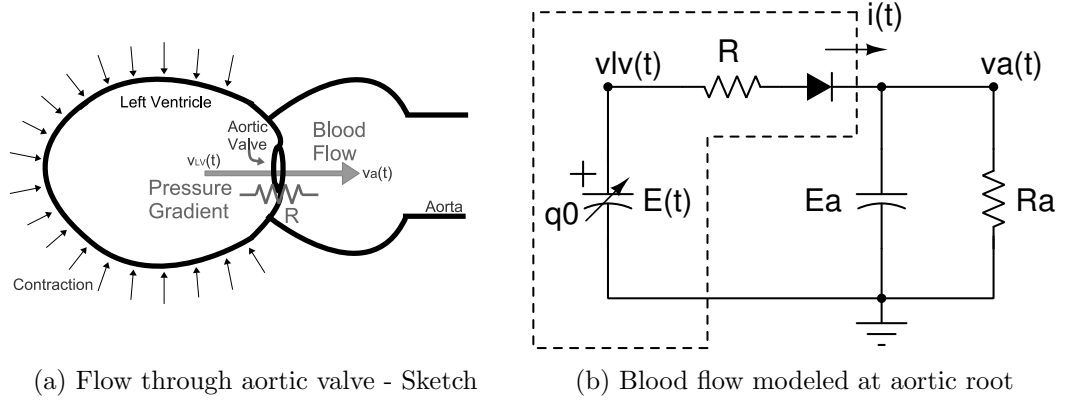 Left Ventricle
Aortic
Valve
Blood
Flow
vLV(t)
va(t)
Pressure
Gradient
R
Aorta
Contraction
(a) Flow through aortic valve - Sketch
i(t)
R
vlv(t)
va(t)
+
q0
E(t)
Ea
Ra
(b) Blood flow modeled at aortic root